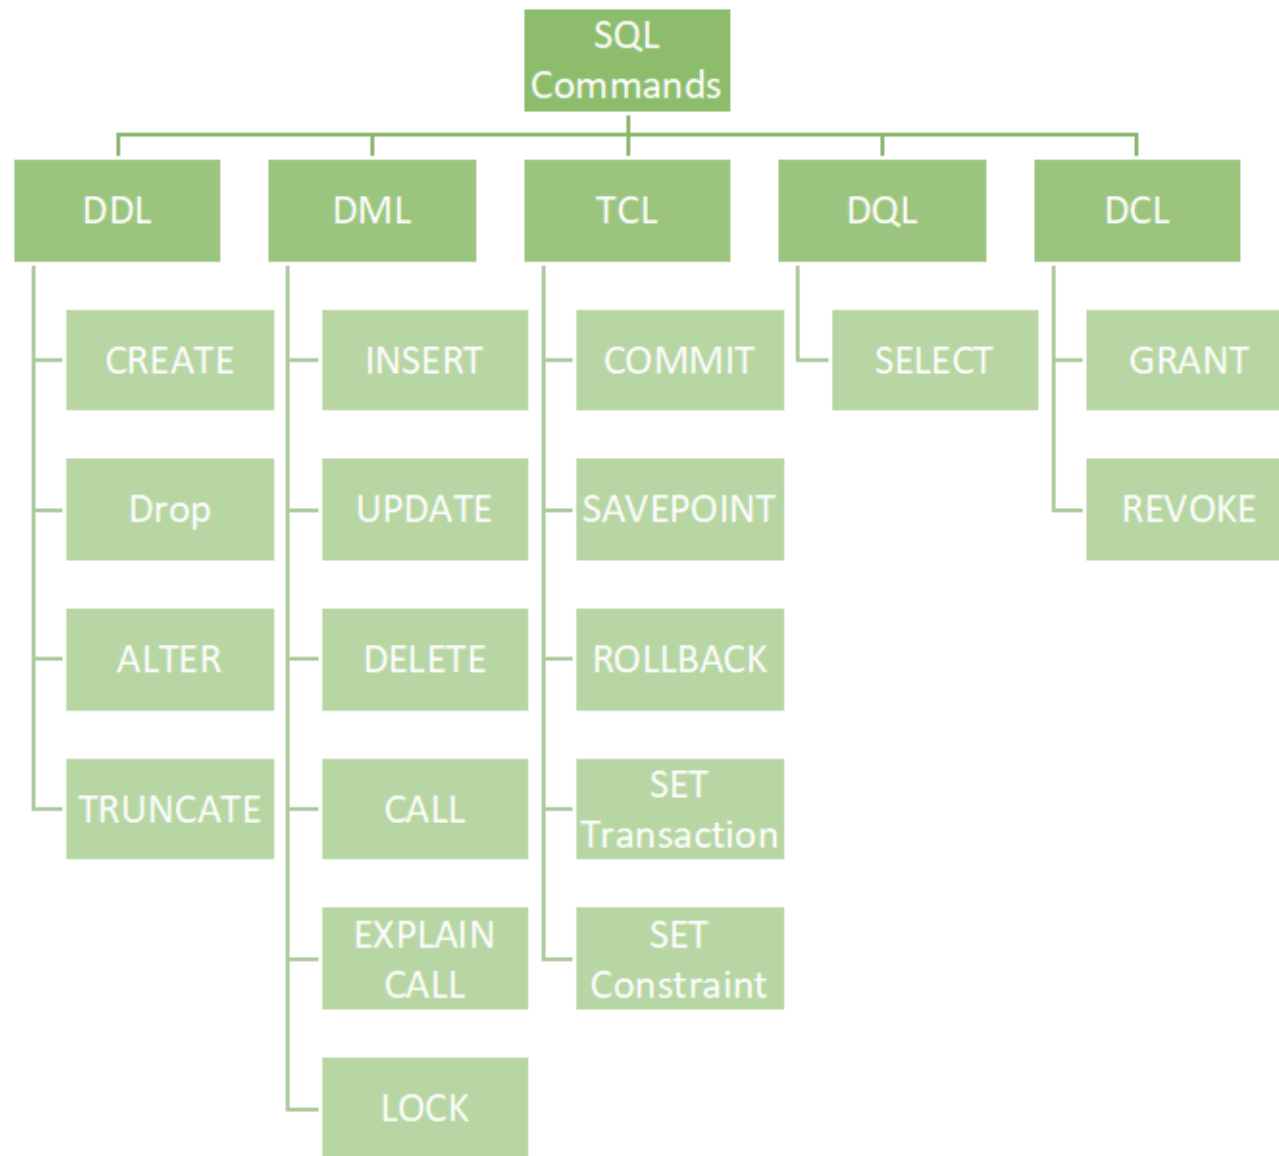 SQL
Commands
DDL
DML
TCL
DQL
DCL
CREATE
INSERT
COMMIT
SELECT
GRANT
Drop
UPDATE
SAVEPOINT
REVOKE
ALTER
DELETE
ROLLBACK
TRUNCATE
CALL
SET
Transaction
EXPLAIN
CALL
SET
Constraint
LOCK